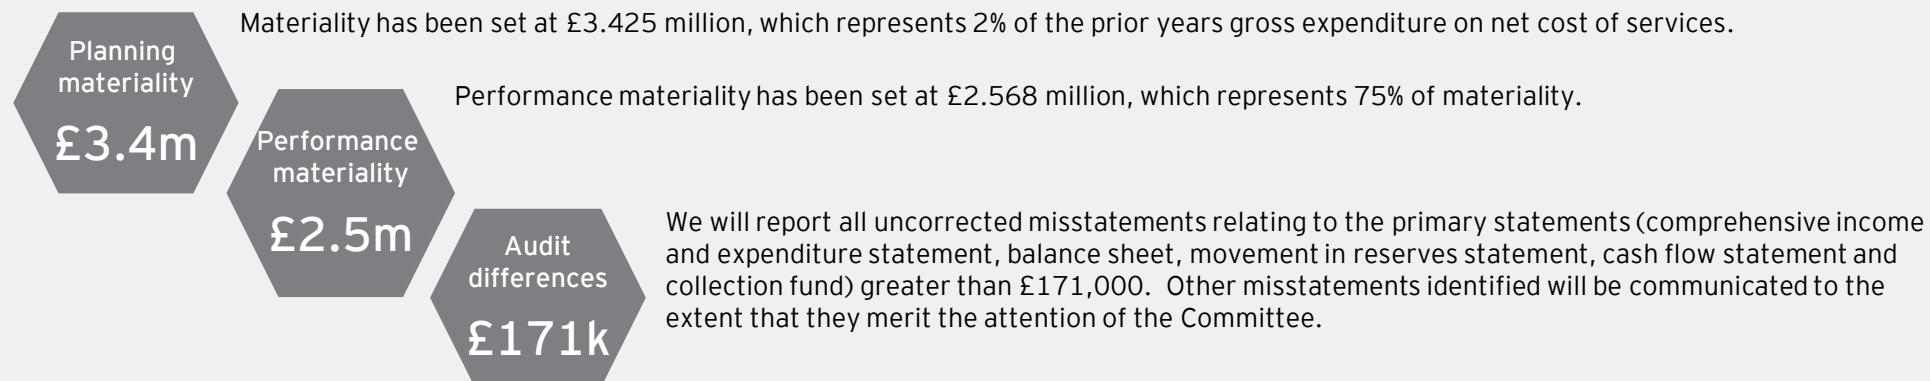 Planning
materiality
£3.4m
Materiality has been set at £3.425 million, which represents 2% of the prior years gross expenditure on net cost of services.
Performance
materiality
£2.5m
Performance materiality has been set at £2.568 million, which represents 75% of materiality.
Audit
differences
£171k
We will report all uncorrected misstatements relating to the primary statements (comprehensive income
and expenditure statement, balance sheet, movement in reserves statement, cash flow statement and
collection fund) greater than £171,000.  Other misstatements identified will be communicated to the
extent that they merit the attention of the Committee.